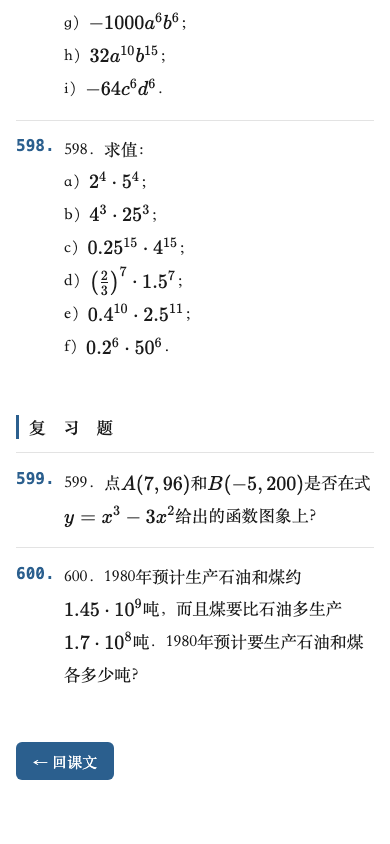 g) −1000a⁶b⁶;
h) 32a¹⁰b¹⁵;
i) −64c⁶d⁶.
598. 598. 求值:
a) 2⁴ · 5⁴;
b) 4³ · 25³;
c) 0.25¹⁵ · 4¹⁵;
d) (2/3)⁷ · 1.5⁷;
e) 0.4¹⁰ · 2.5¹¹;
f) 0.2⁶ · 50⁶.
复 习 题
599. 599. 点A(7, 96)和B(−5, 200)是否在式
y = x³ − 3x²给出的函数图象上?
600. 600. 1980年预计生产石油和煤约
1.45 · 10⁹吨, 而且煤要比石油多生产
1.7 · 10⁸吨. 1980年预计要生产石油和煤
各多少吨?
← 回课文